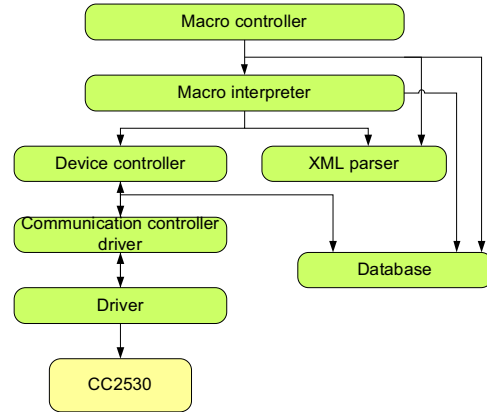 Macro controller
Macro interpreter
Device controller
XML parser
Communication controller
driver
Database
Driver
CC2530